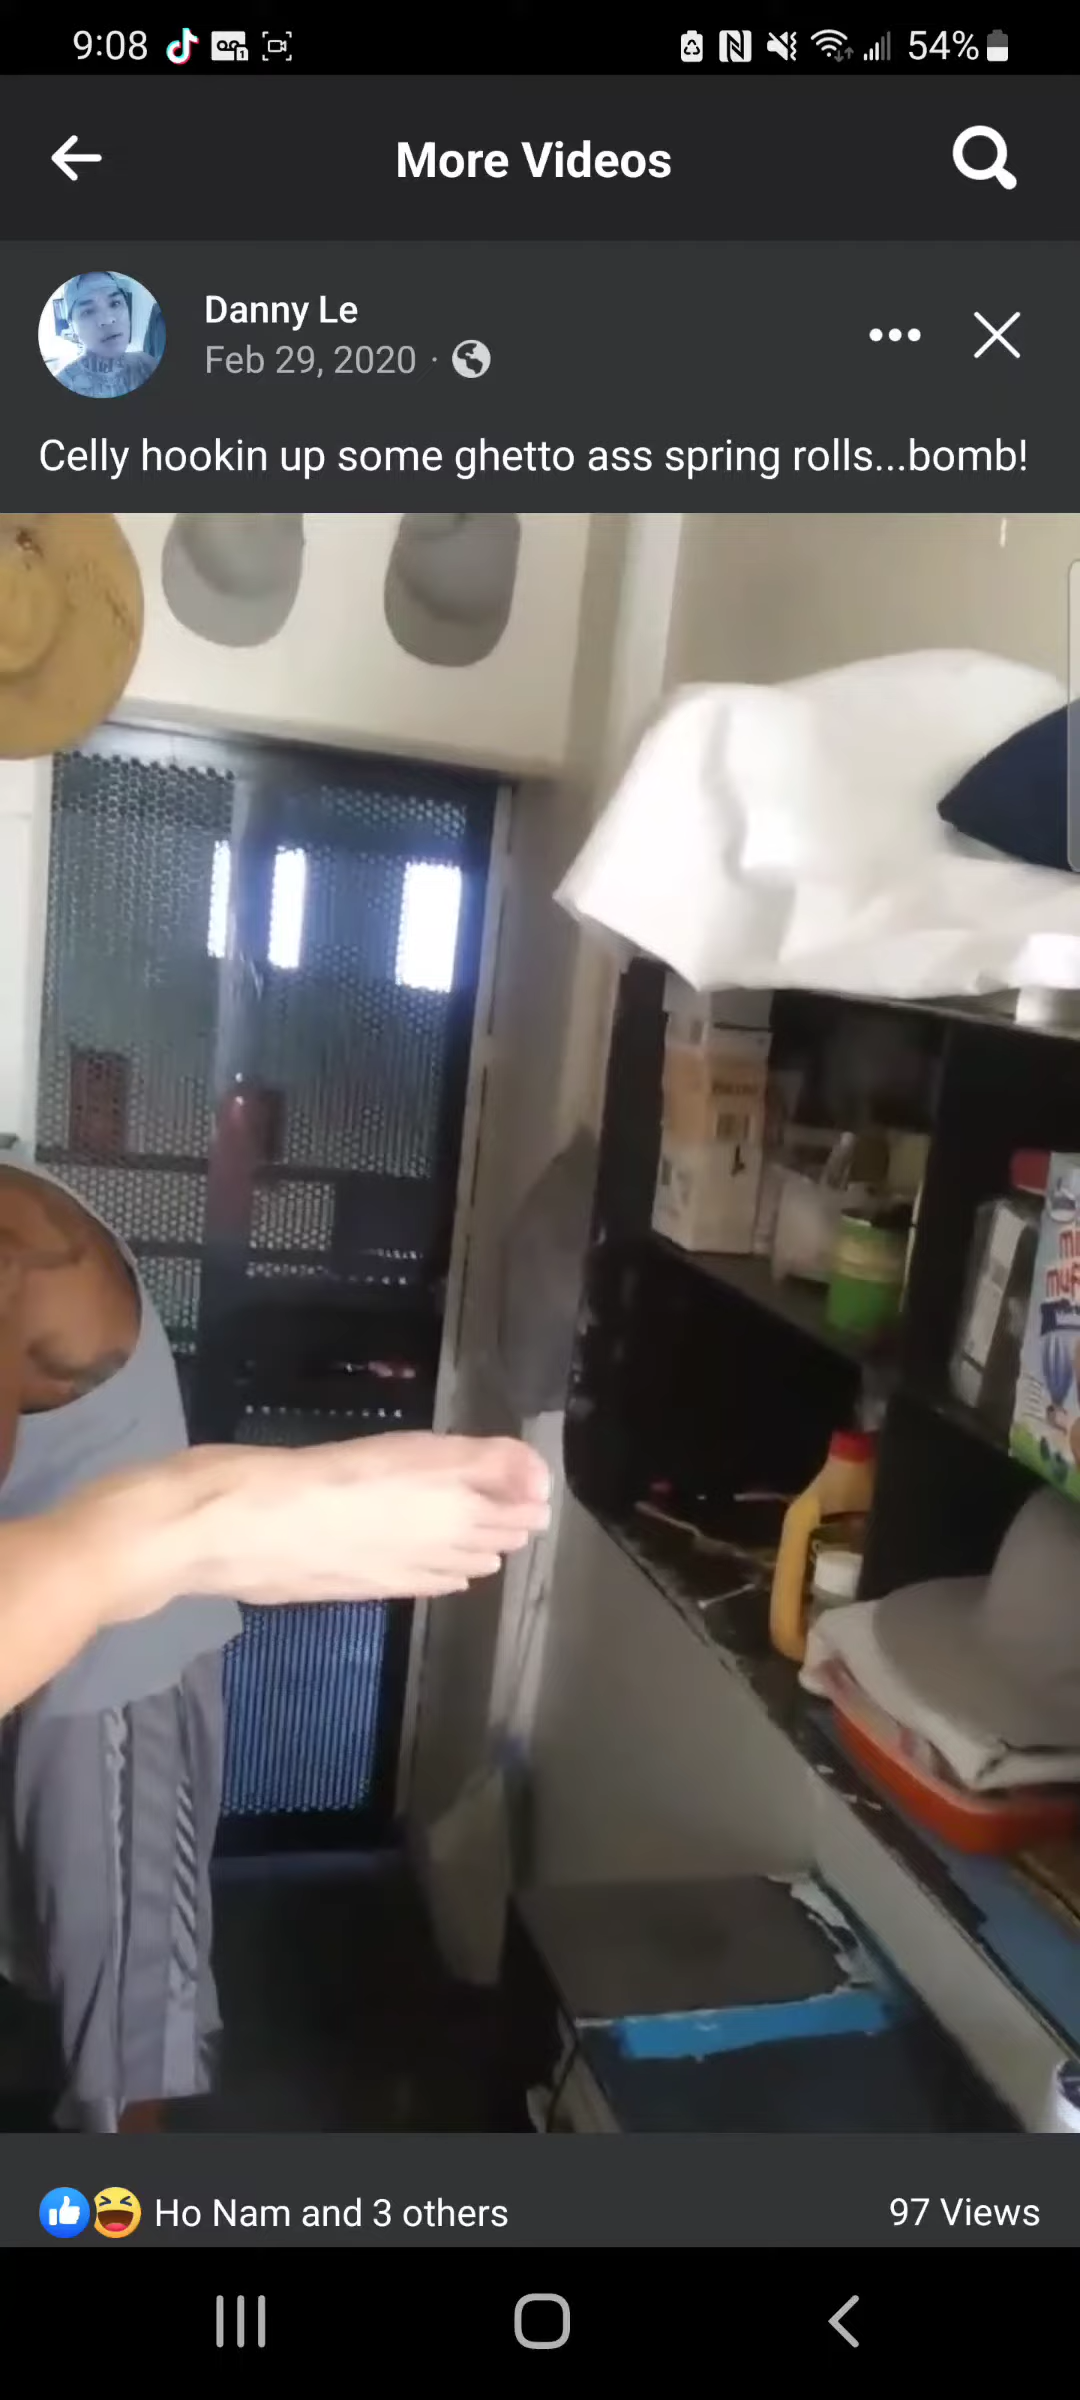 9:08
54%
More Videos
Danny Le
Feb 29, 2020 ·
Celly hookin up some ghetto ass spring rolls...bomb!
Ho Nam and 3 others
97 Views